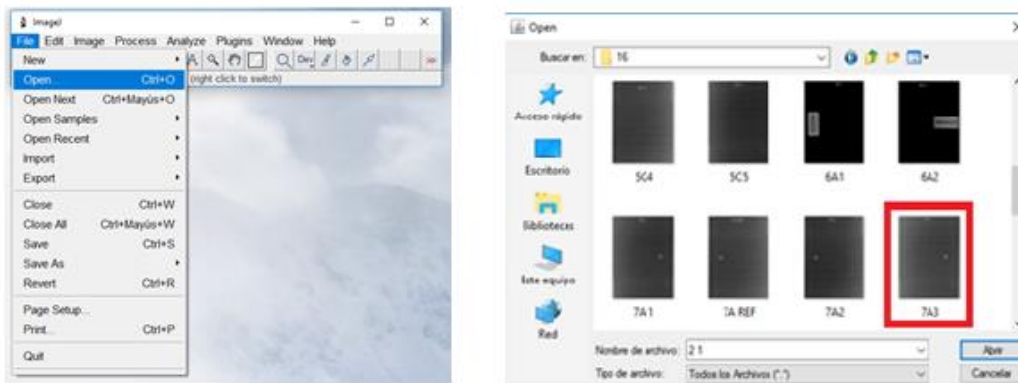 ImageJ
File Edit Image Process Analyze Plugins Window Help
New
(right click to switch)
Open Ctrl+O
Open Next Ctrl+Mayús+O
Open Samples
Open Recent
Import
Export
Close Ctrl+W
Close All Ctrl+Mayús+W
Save Ctrl+S
Save As
Revert Ctrl+R
Page Setup...
Print... Ctrl+P
Quit
Open
Buscar en: 16
Acceso rápido
Escritorio
Bibliotecas
Este equipo
Red
5C4 5C5 6A1 6A2
7A1 7A REF 7A2 7A3
Nombre de archivo: 2 1 Abrir
Tipo de archivo: Todos los Archivos (*.*) Cancelar